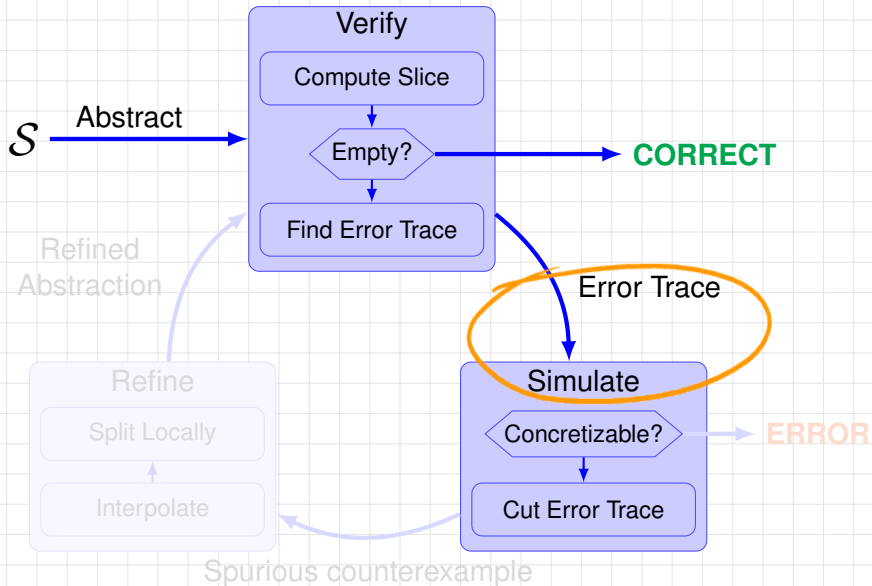 Verify
Compute Slice
Abstract
S
Empty?
CORRECT
Find Error Trace
Refined
Abstraction
Error Trace
Refine
Simulate
Split Locally
Concretizable?
ERROR
Interpolate
Cut Error Trace
Spurious counterexample